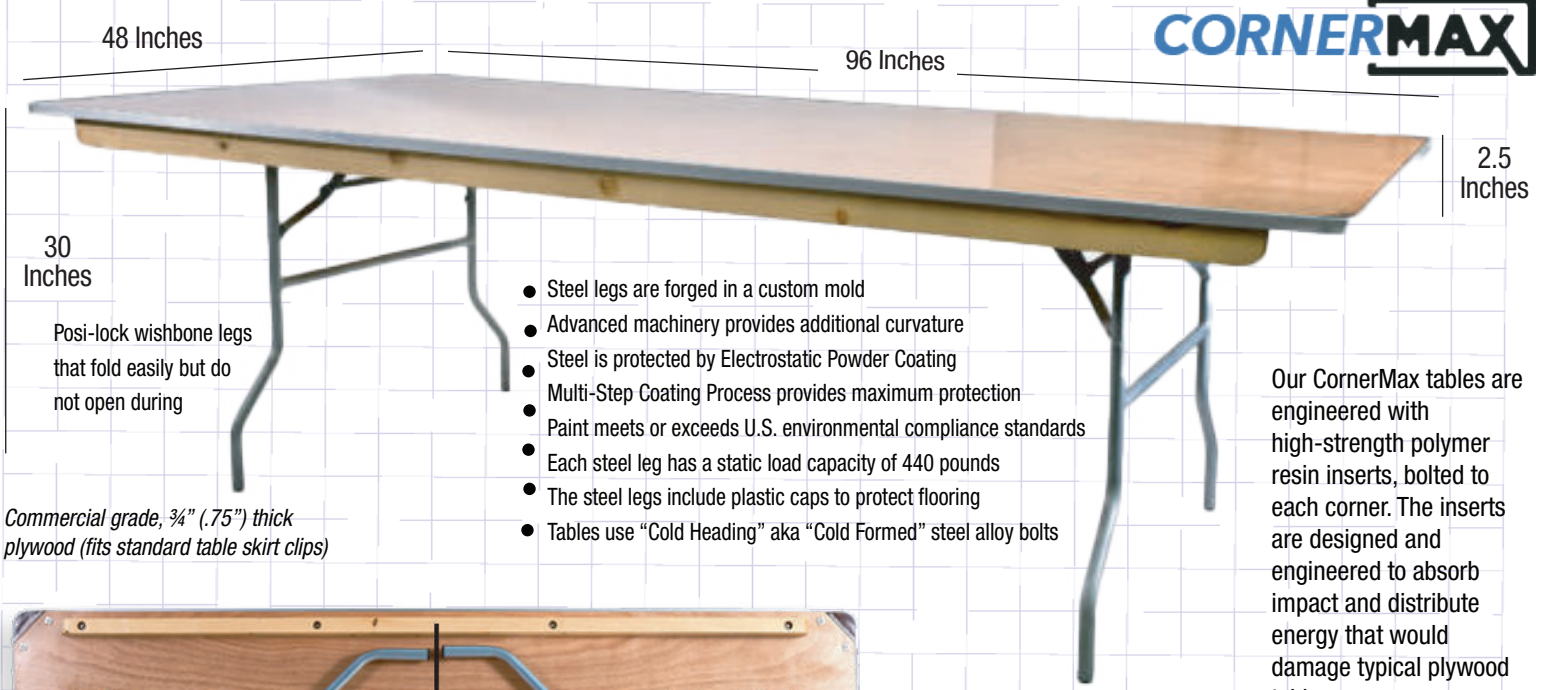 CORNERMAX
48 Inches
96 Inches
2.5
Inches
30
Inches
Posi-lock wishbone legs
that fold easily but do
not open during
Steel legs are forged in a custom mold
Advanced machinery provides additional curvature
Steel is protected by Electrostatic Powder Coating
Multi-Step Coating Process provides maximum protection
Paint meets or exceeds U.S. environmental compliance standards
Each steel leg has a static load capacity of 440 pounds
The steel legs include plastic caps to protect flooring
Tables use “Cold Heading” aka “Cold Formed” steel alloy bolts
Commercial grade, ¾” (.75”) thick
plywood (fits standard table skirt clips)
Our CornerMax tables are
engineered with
high-strength polymer
resin inserts, bolted to
each corner. The inserts
are designed and
engineered to absorb
impact and distribute
energy that would
damage typical plywood